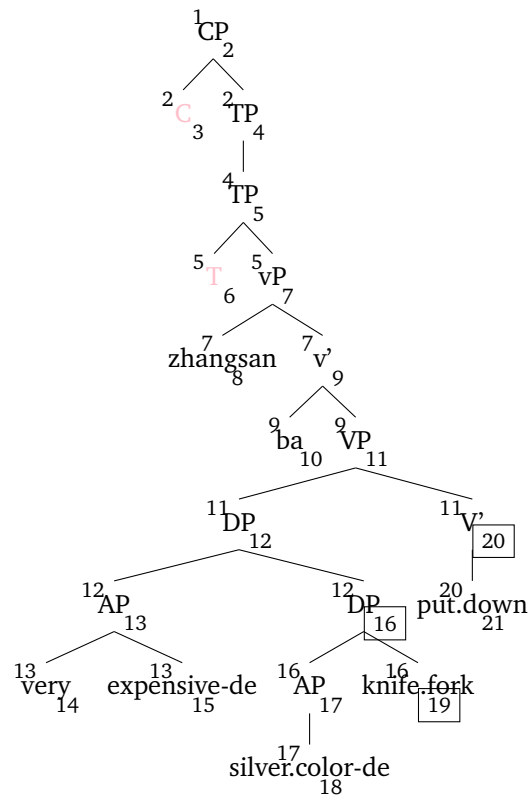 1 CP 2
2 C 3 2 TP 4
4 TP 5
5 T 6 5 vP 7
7 zhangsan 8 7 v' 9
9 ba 10 9 VP 11
11 DP 12 11 V' 20
12 AP 13 12 DP 16 20 put.down 21
13 very 14 13 expensive-de 15 16 AP 17 16 knife.fork 19
17 silver.color-de 18